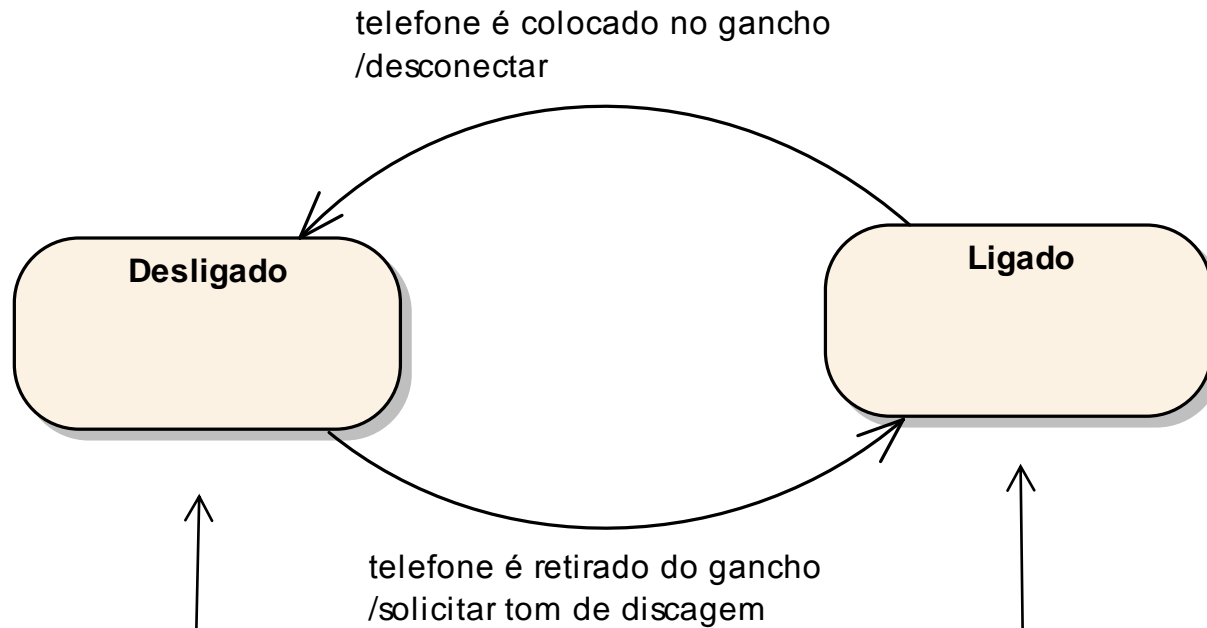 telefone é colocado no gancho
/desconectar
Desligado
Ligado
telefone é retirado do gancho
/solicitar tom de discagem